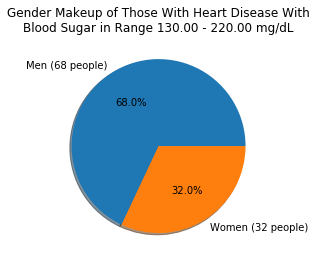 Gender Makeup of Those With Heart Disease With
Blood Sugar in Range 130.00 - 220.00 mg/dL
Men (68 people)
68.0%
32.0%
Women (32 people)